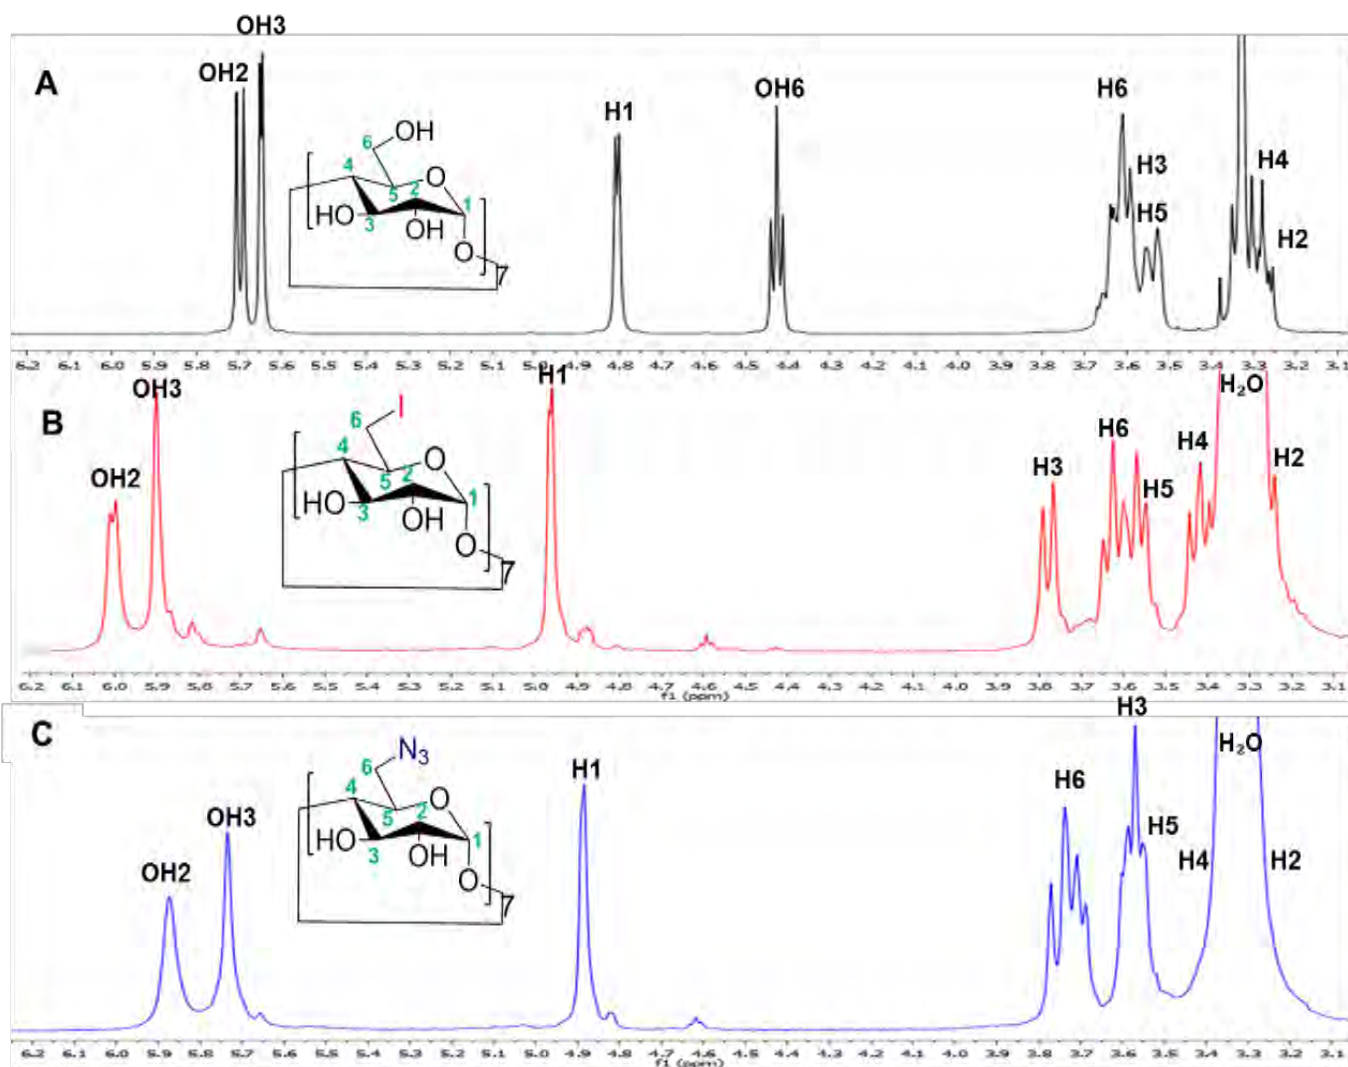 OH3
A
OH2
OH6
H6
H1
H3
H4
H5
H2
6
OH
4
O
5
2
1
HO
3
OH
O
7
6.2 6.1 6.0 5.9 5.8 5.7 5.6 5.5 5.4 5.3 5.2 5.1 4.9 4.8 4.7 4.6 4.5 4.4 4.3 4.2 4.1 4.0 3.9 3.8 3.7 3.6 3.5 3.4 3.3 3.2 3.1
H1
OH3
H₂O
B
6
I
H6
H4
4
O
H3
H2
OH2
5
2
H5
1
HO
3
OH
O
7
6.2 6.1 6.0 5.9 5.8 5.7 5.6 5.5 5.4 5.3 5.2 5.1 5.0 4.9 4.8 4.7 4.6 4.5 4.4 4.3 4.2 4.1 4.0 3.9 3.8 3.7 3.6 3.5 3.4 3.3 3.2 3.1
f1 (ppm)
H3
C
N₃
H₂O
6
H1
H6
4
O
OH3
5
2
H5
1
HO
3
OH
H4
H2
OH2
O
7
6.2 6.1 6.0 5.9 5.8 5.7 5.6 5.5 5.4 5.3 5.2 5.1 5.0 4.9 4.8 4.7 4.6 4.5 4.4 4.3 4.2 4.1 4.0 3.9 3.8 3.7 3.6 3.5 3.4 3.3 3.2 3.1
f1 (ppm)